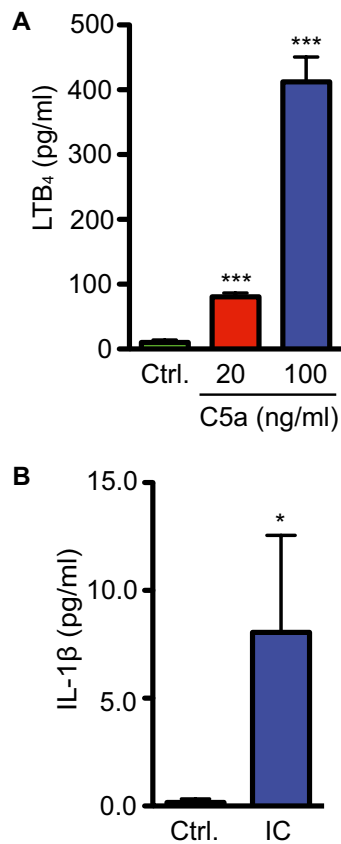 A
LTB₄ (pg/ml)
500
400
300
200
100
0
***
***
Ctrl. 20 100
C5a (ng/ml)
B
IL-1β (pg/ml)
15.0
10.0
5.0
0.0
*
Ctrl. IC